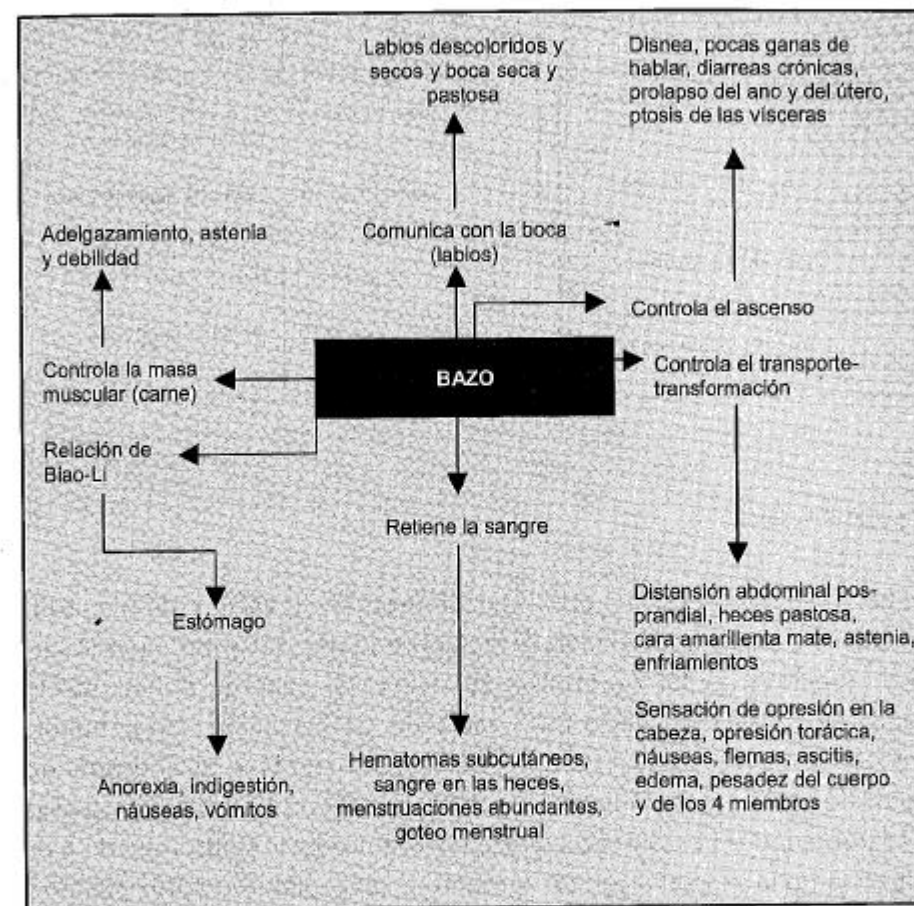 Labios descoloridos y
secos y boca seca y
pastosa
Disnea, pocas ganas de
hablar, diarreas crónicas,
prolapso del ano y del útero,
ptosis de las vísceras
Adelgazamiento, astenia
y debilidad
Comunica con la boca
(labios)
Controla el ascenso
Controla la masa
muscular (carne)
BAZO
Controla el transporte-
transformación
Relación de
Biao-Li
Retiene la sangre
Estómago
Distensión abdominal pos-
prandial, heces pastosa,
cara amarillenta mate, astenia,
enfriamientos
Sensación de opresión en la
cabeza, opresión torácica,
náuseas, flemas, ascitis,
edema, pesadez del cuerpo
y de los 4 miembros
Anorexia, indigestión,
náuseas, vómitos
Hematomas subcutáneos,
sangre en las heces,
menstruaciones abundantes,
goteo menstrual